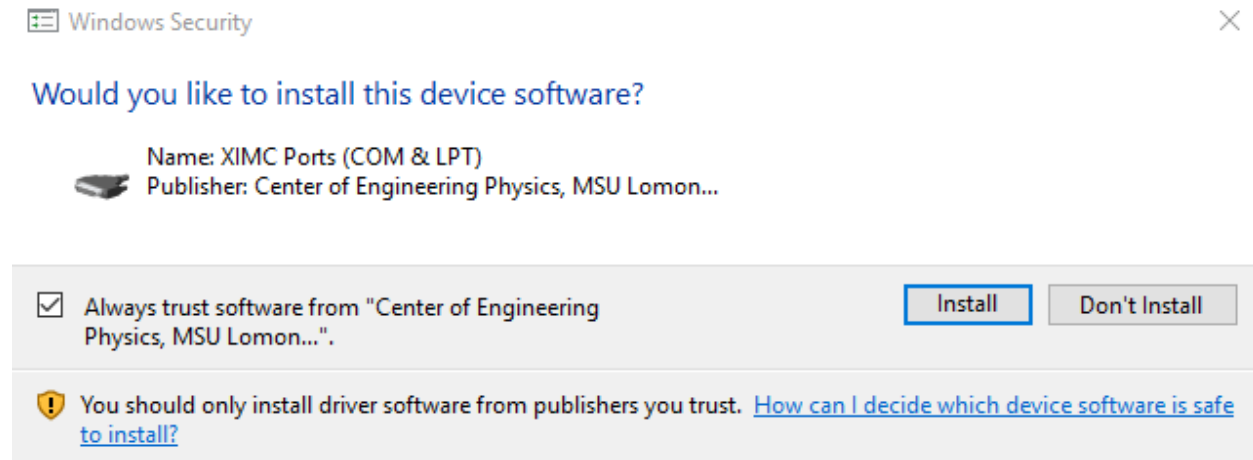 Windows Security
Would you like to install this device software?
Name: XIMC Ports (COM & LPT)
Publisher: Center of Engineering Physics, MSU Lomon...
Always trust software from "Center of Engineering
Physics, MSU Lomon...".
Install
Don't Install
You should only install driver software from publishers you trust. How can I decide which device software is safe
to install?